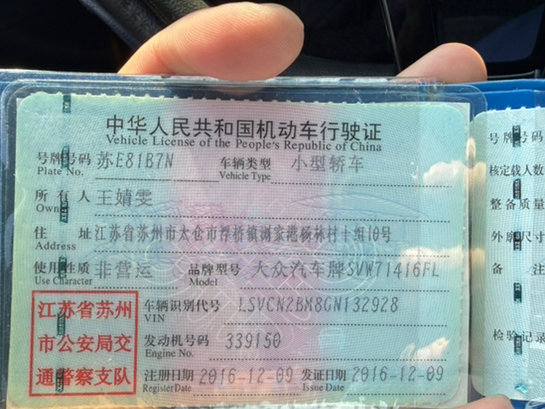 中华人民共和国机动车行驶证
Vehicle License of the People's Republic of China
号牌号码 苏E81B7N 车辆类型 小型轿车
Plate No. Vehicle Type
所有人 王婧雯
Owner
住址 江苏省苏州市太仓市浮桥镇浏家港杨林村十组10号
Address
使用性质 非营运 品牌型号 大众汽车牌SVW71416FL
Use Character Model
江苏省苏州
市公安局交
通警察支队
车辆识别代号 LSVCN2BM8GN132928
VIN
发动机号码 339150
Engine No.
注册日期 2016-12-09 发证日期 2016-12-09
Register Date Issue Date
号牌号码
核定载人数
整备质量
外廓尺寸
备注
检验记录